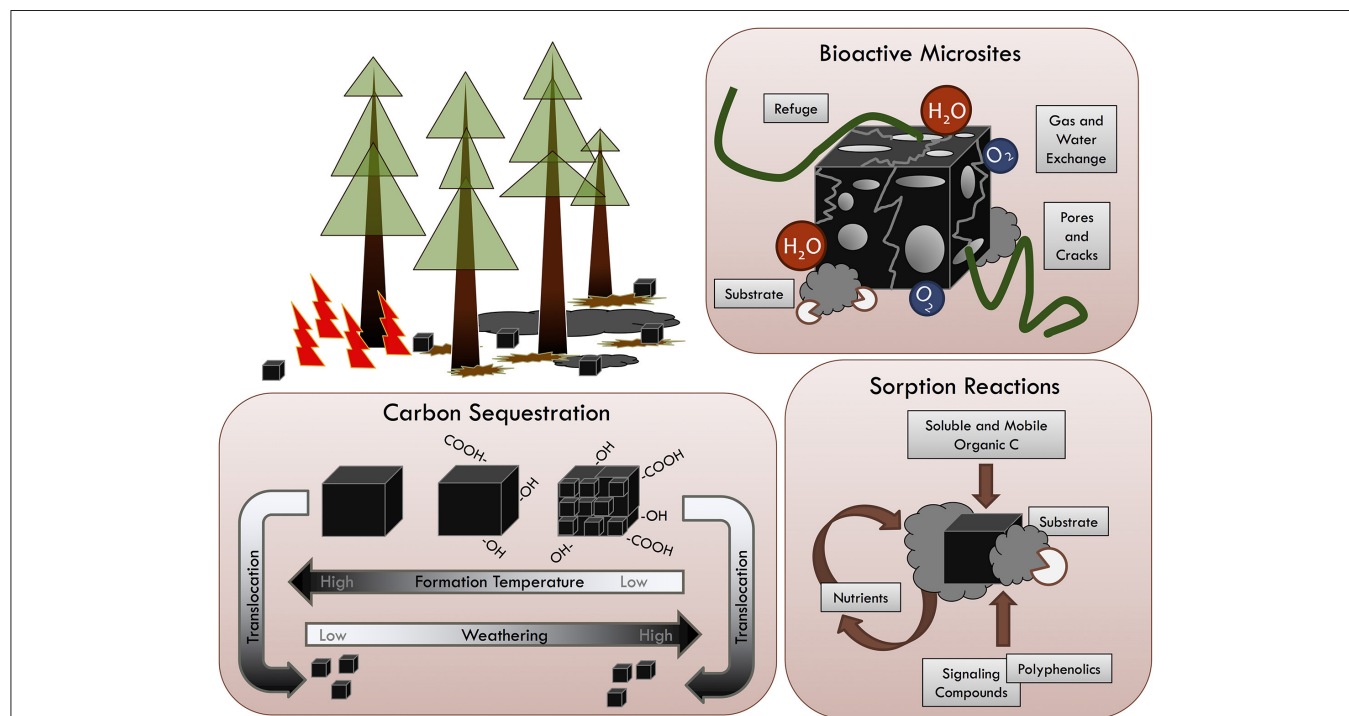 Bioactive Microsites
Refuge
H₂O
O₂
Gas and
Water
Exchange
Pores
and
Cracks
H₂O
Substrate
O₂
Carbon Sequestration
COOH-
-OH
-OH
-OH
-COOH
-OH
-COOH
OH-
Translocation
Translocation
High Formation Temperature Low
Low Weathering High
Sorption Reactions
Soluble and Mobile
Organic C
Substrate
Nutrients
Signaling
Compounds
Polyphenolics